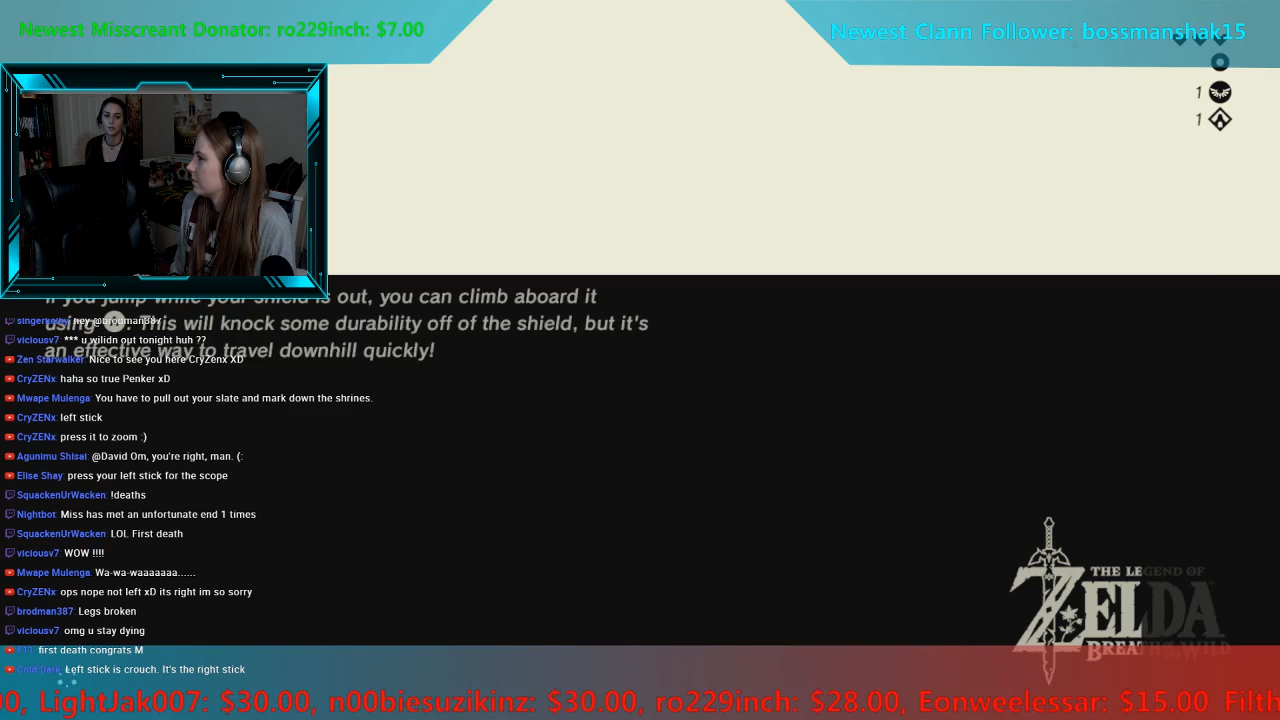 Newest Misscreant Donator: ro229inch: $7.00
Newest Clann Follower: bossmanshak15
1
1
If you jump while your shield is out, you can climb aboard it
using . This will knock some durability off of the shield, but it's
an effective way to travel downhill quickly!
hey @brodman387
viciousv7: *** u wilidn out tonight huh ??
Zen Starwalker: Nice to see you here CryZenx XD
CryZENx: haha so true Penker xD
Mwape Mulenga: You have to pull out your slate and mark down the shrines.
CryZENx: left stick
CryZENx: press it to zoom :)
Agunimu Shisai: @David Om, you're right, man. (:
Elise Shay: press your left stick for the scope
SquackenUrWacken: !deaths
Nightbot: Miss has met an unfortunate end 1 times
SquackenUrWacken: LOL First death
viciousv7: WOW !!!!
Mwape Mulenga: Wa-wa-waaaaaaa......
CryZENx: ops nope not left xD its right im so sorry
brodman387: Legs broken
viciousv7: omg u stay dying
first death congrats M
Cold Dark: Left stick is crouch. It's the right stick
THE LEGEND OF
ZELDA
BREATH OF THE WILD
00, LightJak007: $30.00, n00biesuzikinz: $30.00, ro229inch: $28.00, Eonweelessar: $15.00 Filth